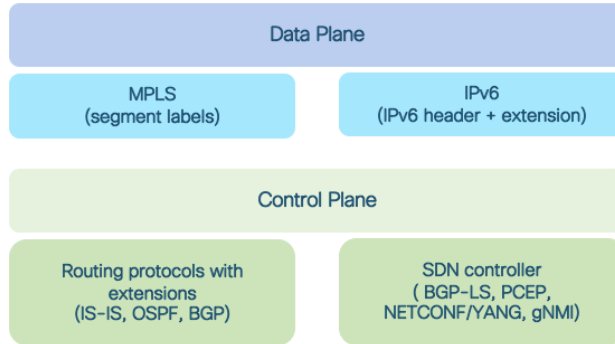 Data Plane
MPLS
(segment labels)
IPv6
(IPv6 header + extension)
Control Plane
Routing protocols with
extensions
(IS-IS, OSPF, BGP)
SDN controller
( BGP-LS, PCEP,
NETCONF/YANG, gNMI)